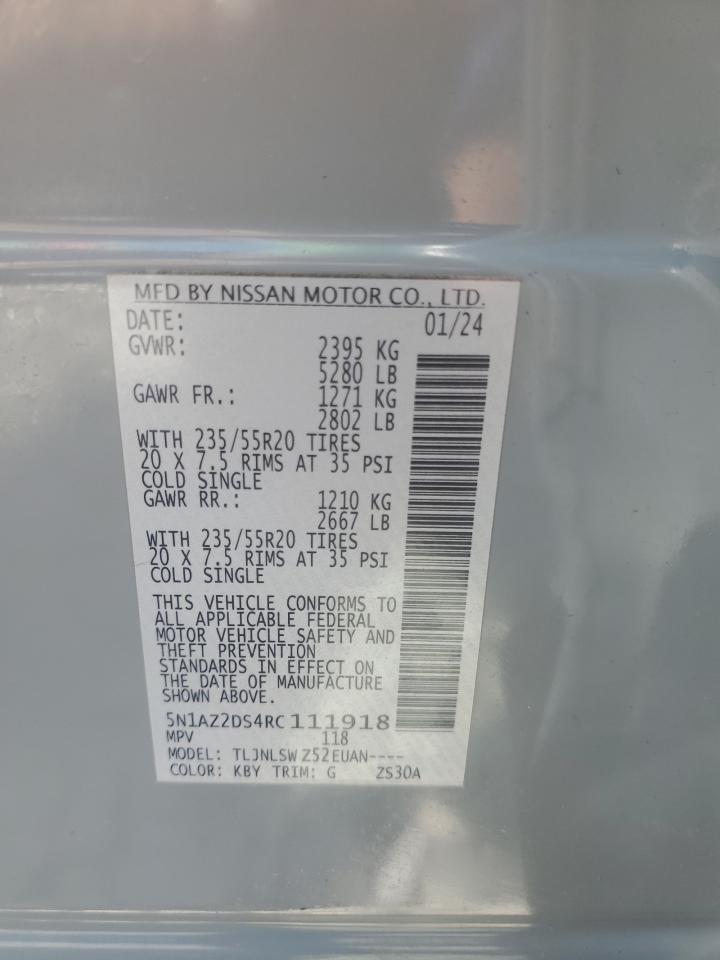 MFD BY NISSAN MOTOR CO., LTD.
DATE: 01/24
GVWR: 2395 KG
5280 LB
GAWR FR.: 1271 KG
2802 LB
WITH 235/55R20 TIRES
20 X 7.5 RIMS AT 35 PSI
COLD SINGLE
GAWR RR.: 1210 KG
2667 LB
WITH 235/55R20 TIRES
20 X 7.5 RIMS AT 35 PSI
COLD SINGLE
THIS VEHICLE CONFORMS TO
ALL APPLICABLE FEDERAL
MOTOR VEHICLE SAFETY AND
THEFT PREVENTION
STANDARDS IN EFFECT ON
THE DATE OF MANUFACTURE
SHOWN ABOVE.
5N1AZ2DS4RC111918
MPV 118
MODEL: TLJNLSW Z52EUAN----
COLOR: KBY TRIM: G ZS30A